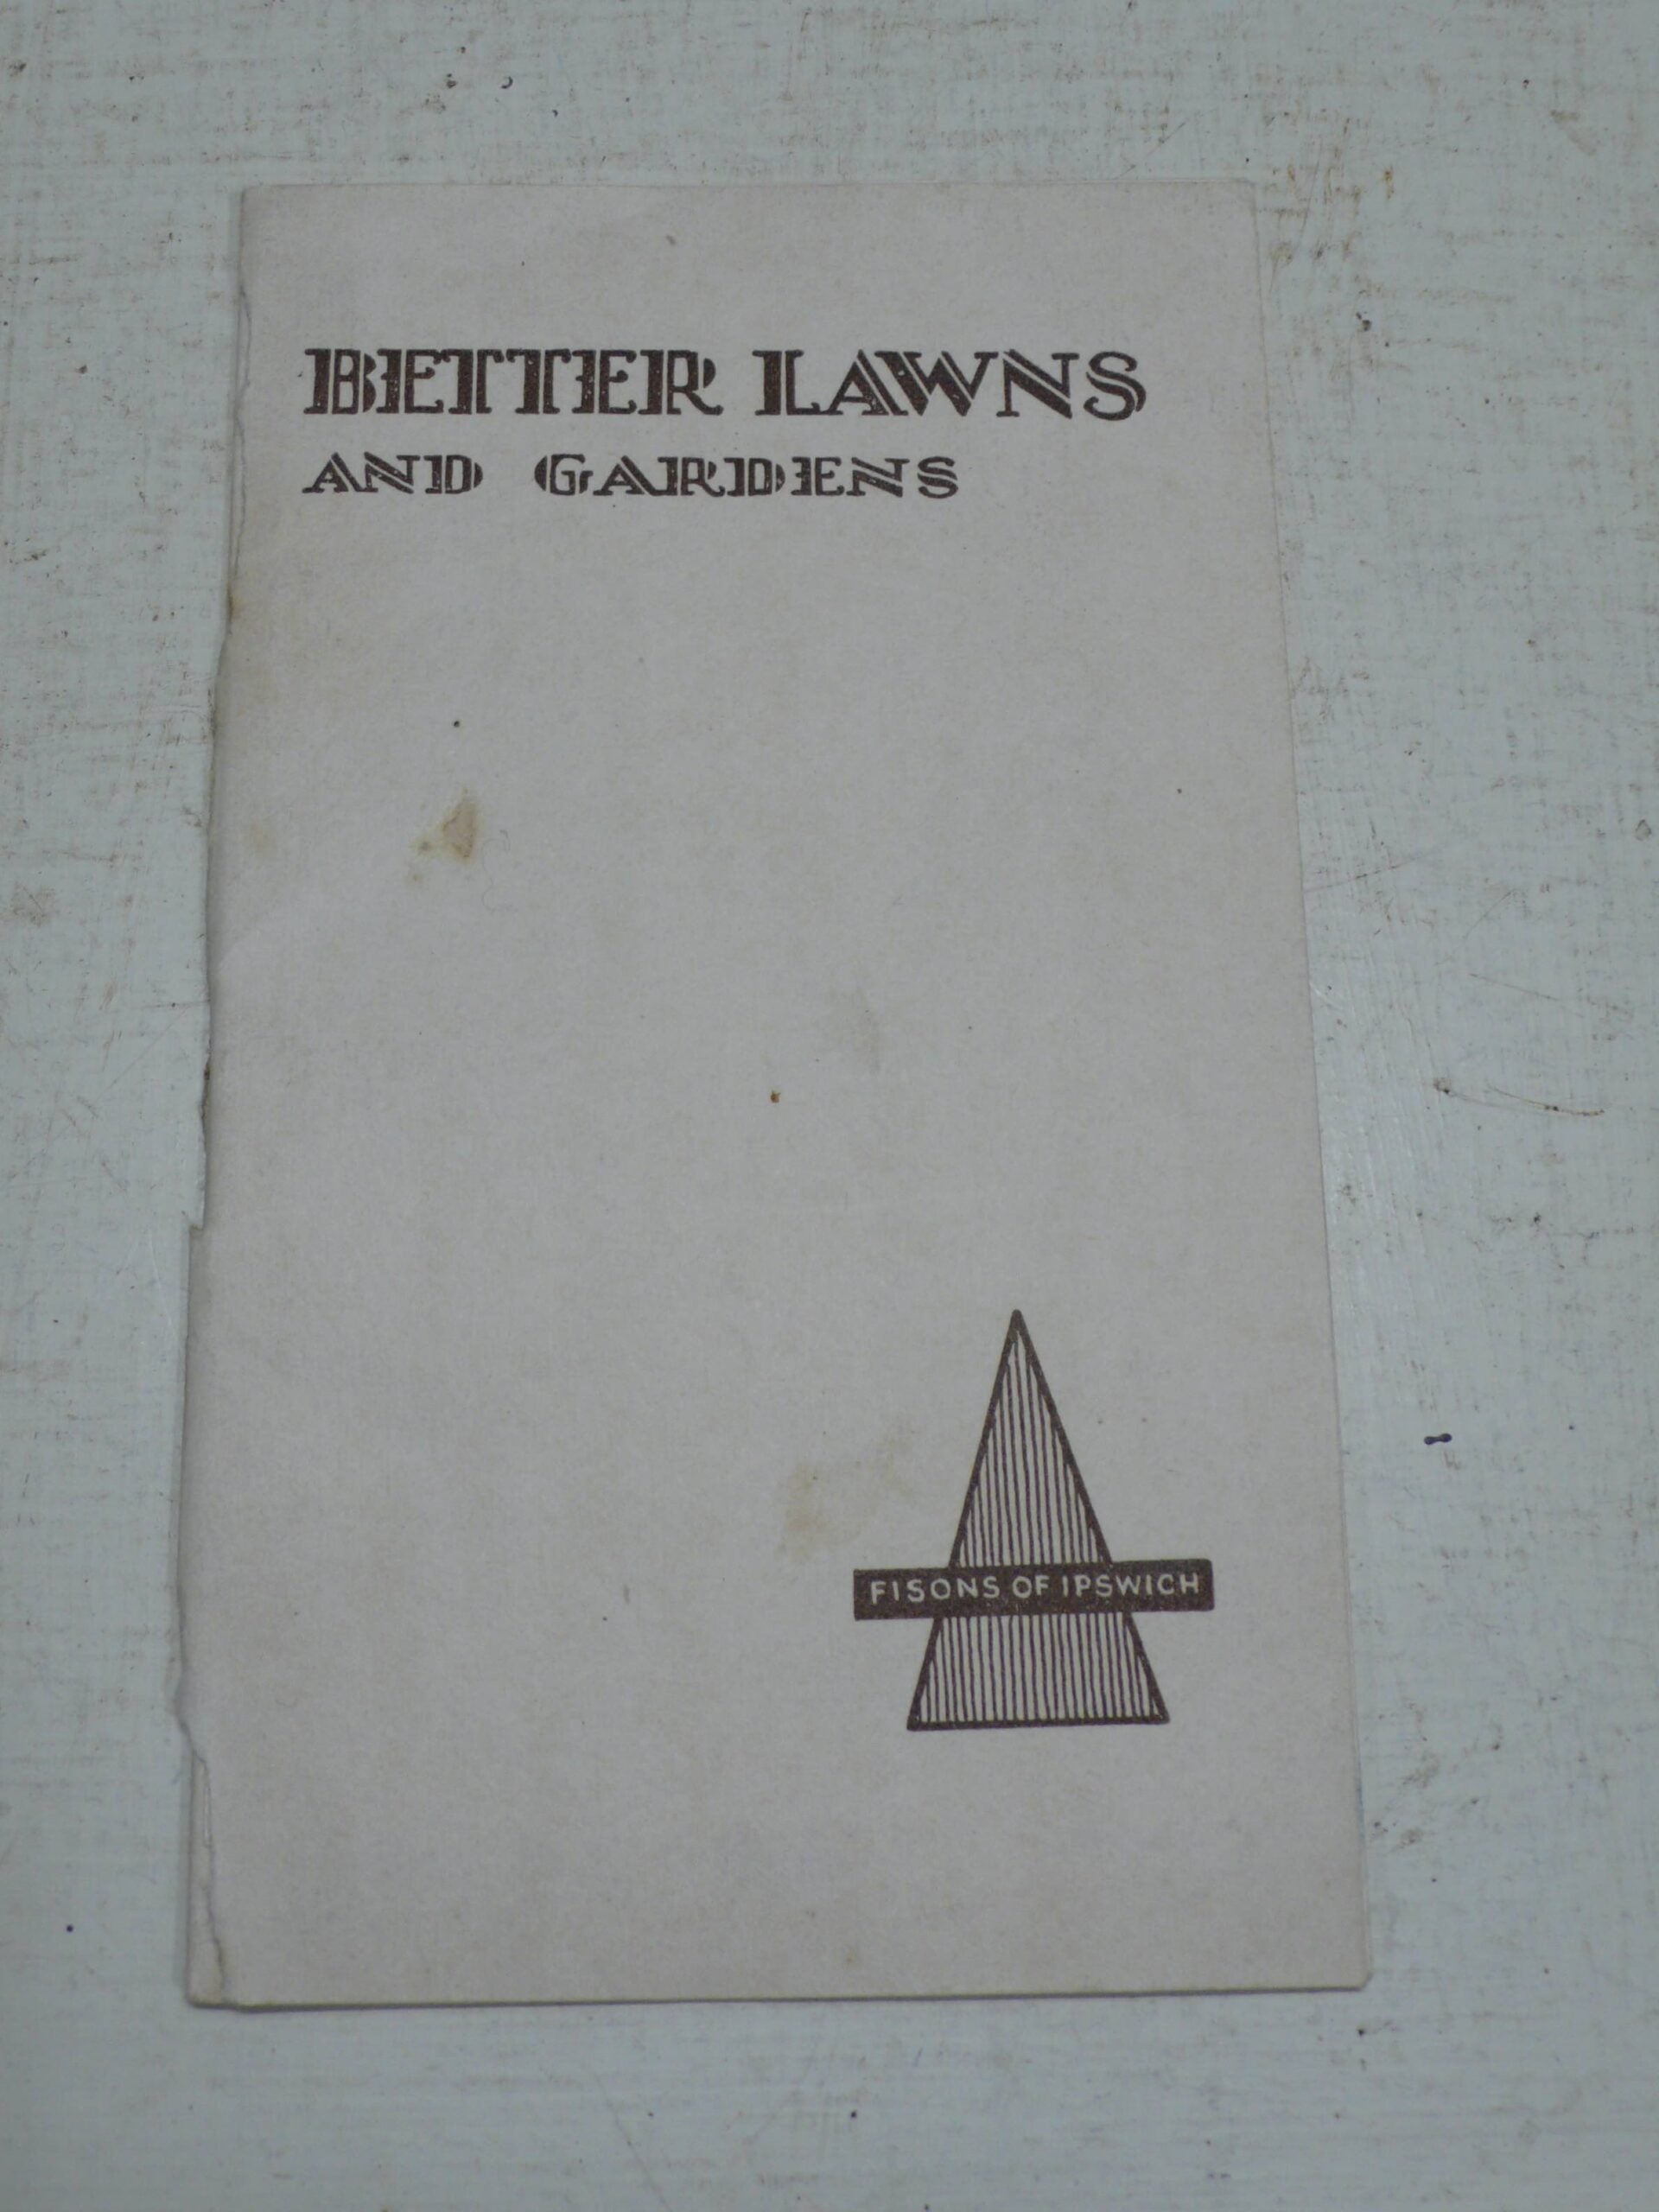 BETTER LAWNS
AND GARDENS
FISONS OF IPSWICH